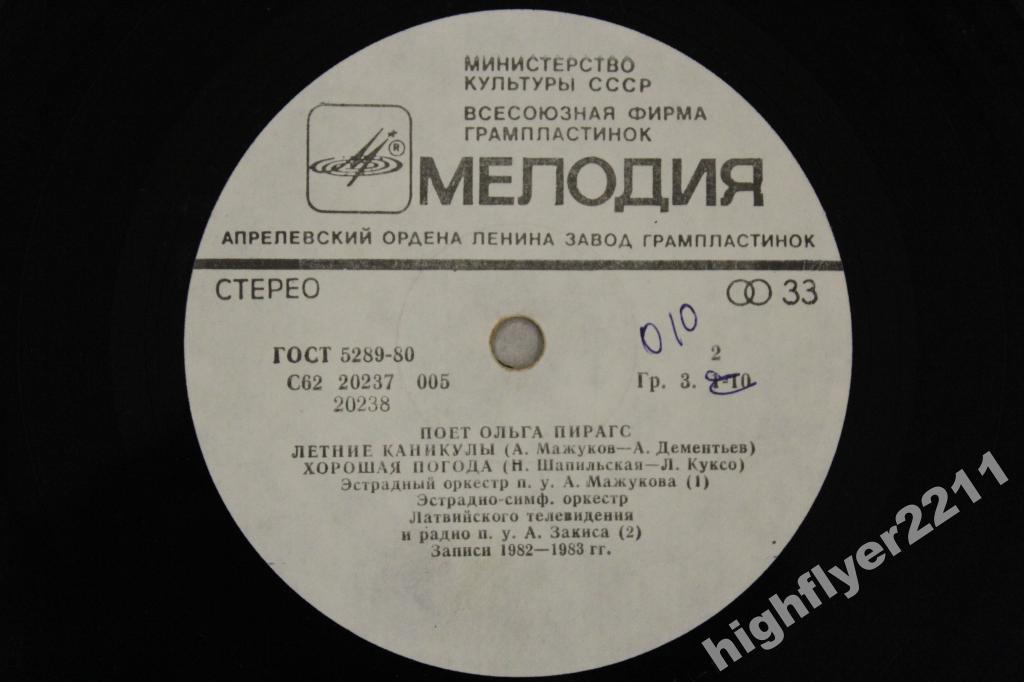 МИНИСТЕРСТВО
КУЛЬТУРЫ СССР
ВСЕСОЮЗНАЯ ФИРМА
ГРАМПЛАСТИНОК
®
МЕЛОДИЯ
АПРЕЛЕВСКИЙ ОРДЕНА ЛЕНИНА ЗАВОД ГРАМПЛАСТИНОК
СТЕРЕО 33
010
ГОСТ 5289-80 2
С62 20237 005 Гр. 3. 1-10
20238
ПОЕТ ОЛЬГА ПИРАГС
ЛЕТНИЕ КАНИКУЛЫ (А. Мажуков—А. Дементьев)
ХОРОШАЯ ПОГОДА (Н. Шапильская—Л. Куксо)
Эстрадный оркестр п. у. А. Мажукова (1)
Эстрадно-симф. оркестр
Латвийского телевидения
и радио п. у. А. Закиса (2)
Записи 1982—1983 гг.
highflyer2211